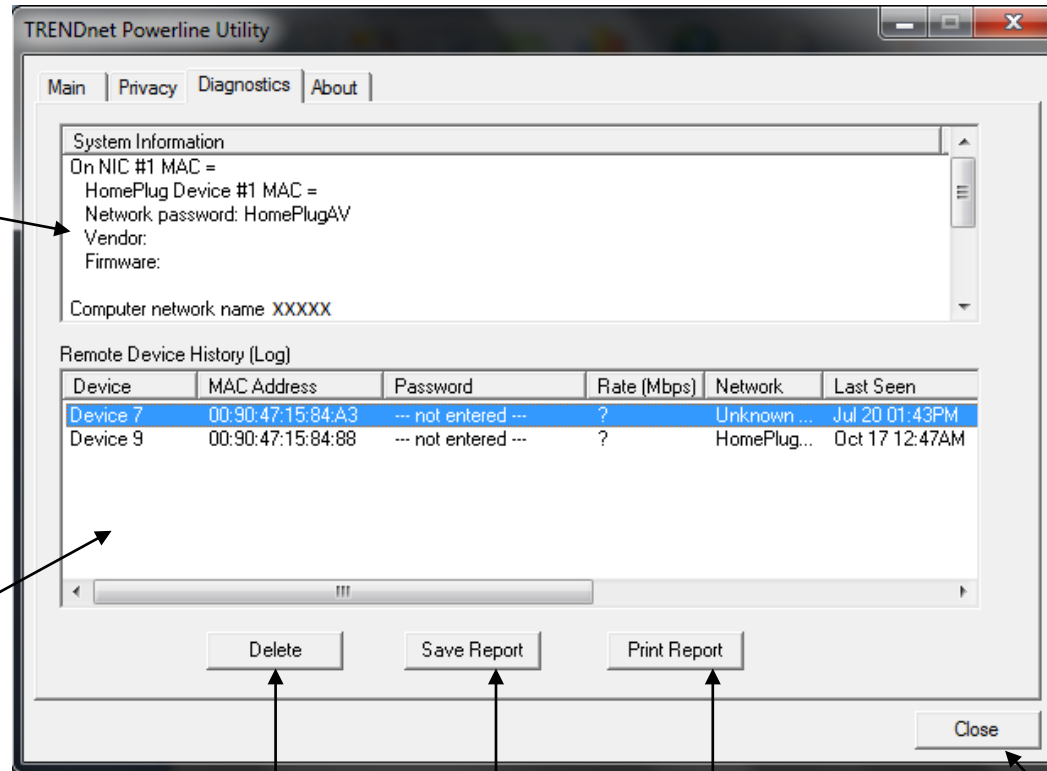 TRENDnet Powerline Utility
Main Privacy Diagnostics About
System Information
On NIC #1 MAC =
HomePlug Device #1 MAC =
Network password: HomePlugAV
Vendor:
Firmware:
Computer network name XXXXX
Remote Device History (Log)
Device MAC Address Password Rate (Mbps) Network Last Seen
Device 7 00:90:47:15:84:A3 --- not entered --- ? Unknown ... Jul 20 01:43PM
Device 9 00:90:47:15:84:88 --- not entered --- ? HomePlug... Oct 17 12:47AM
Delete Save Report Print Report
Close